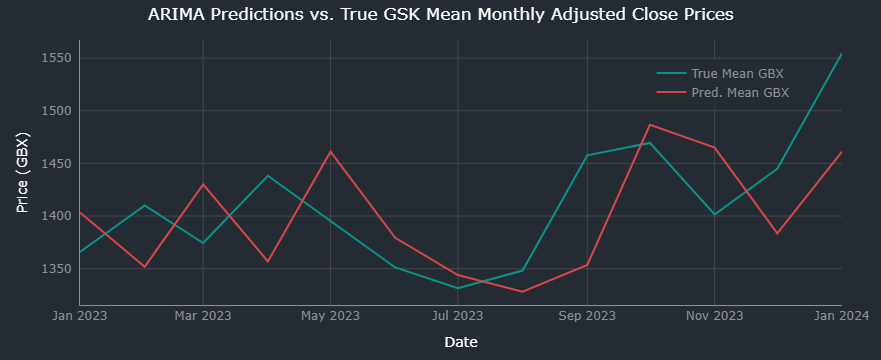 ARIMA Predictions vs. True GSK Mean Monthly Adjusted Close Prices
1550
True Mean GBX
Pred. Mean GBX
1500
1450
Price (GBX)
1400
1350
Jan 2023 Mar 2023 May 2023 Jul 2023 Sep 2023 Nov 2023 Jan 2024
Date